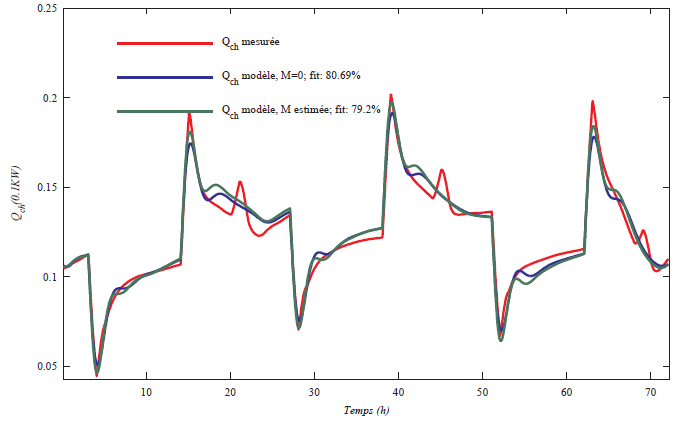 0.25
0.2
0.15
0.1
0.05
Q_ch(0.1KW)
Q_ch mesurée
Q_ch modèle, M=0; fit: 80.69%
Q_ch modèle, M estimée; fit: 79.2%
10 20 30 40 50 60 70
Temps (h)